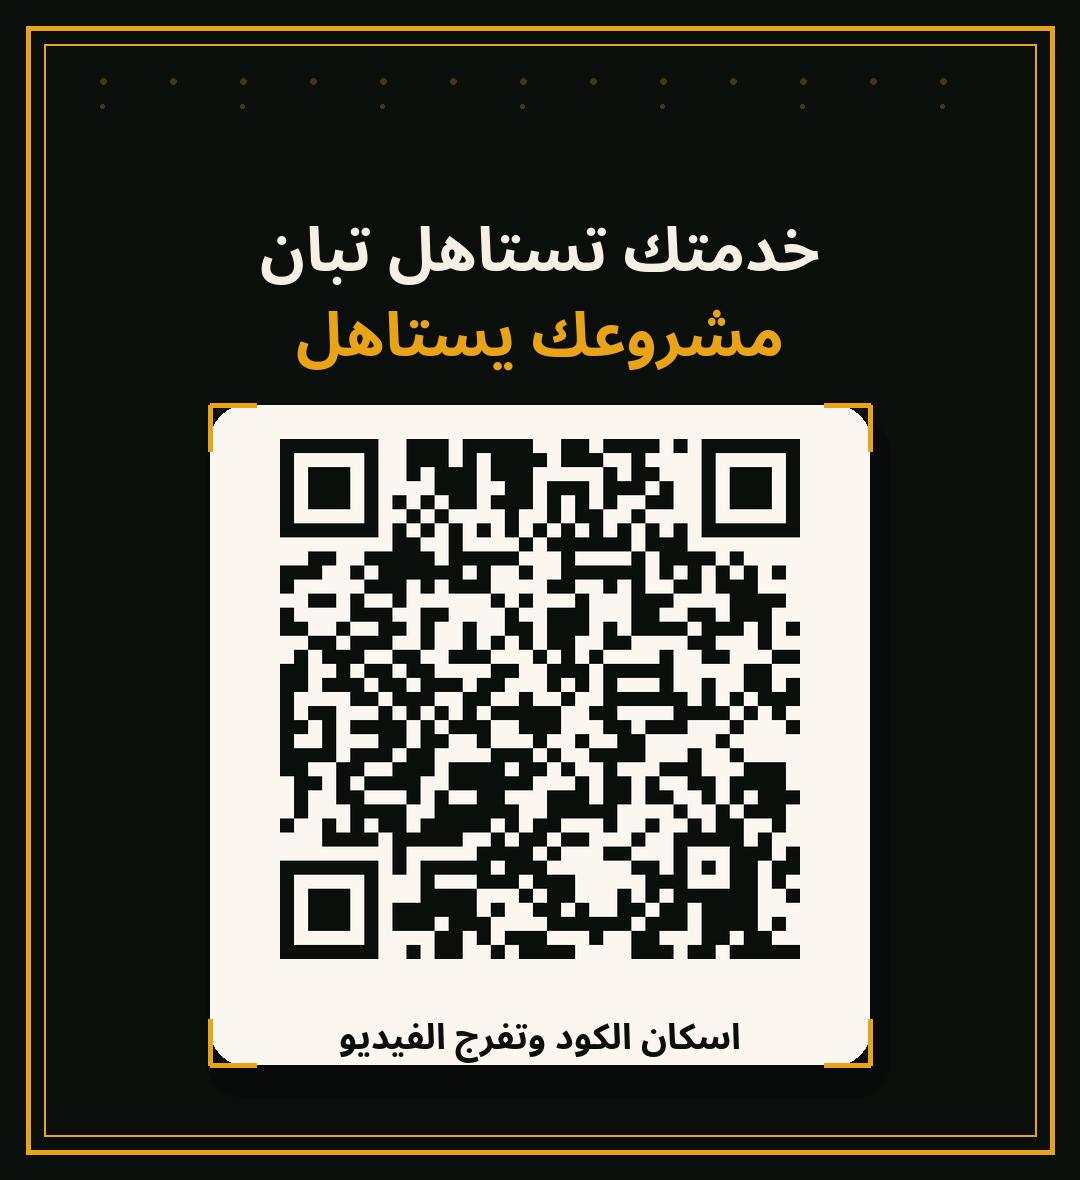 خدمتك تستاهل تبان
مشروعك يستاهل
اسكان الكود وتفرج الفيديو